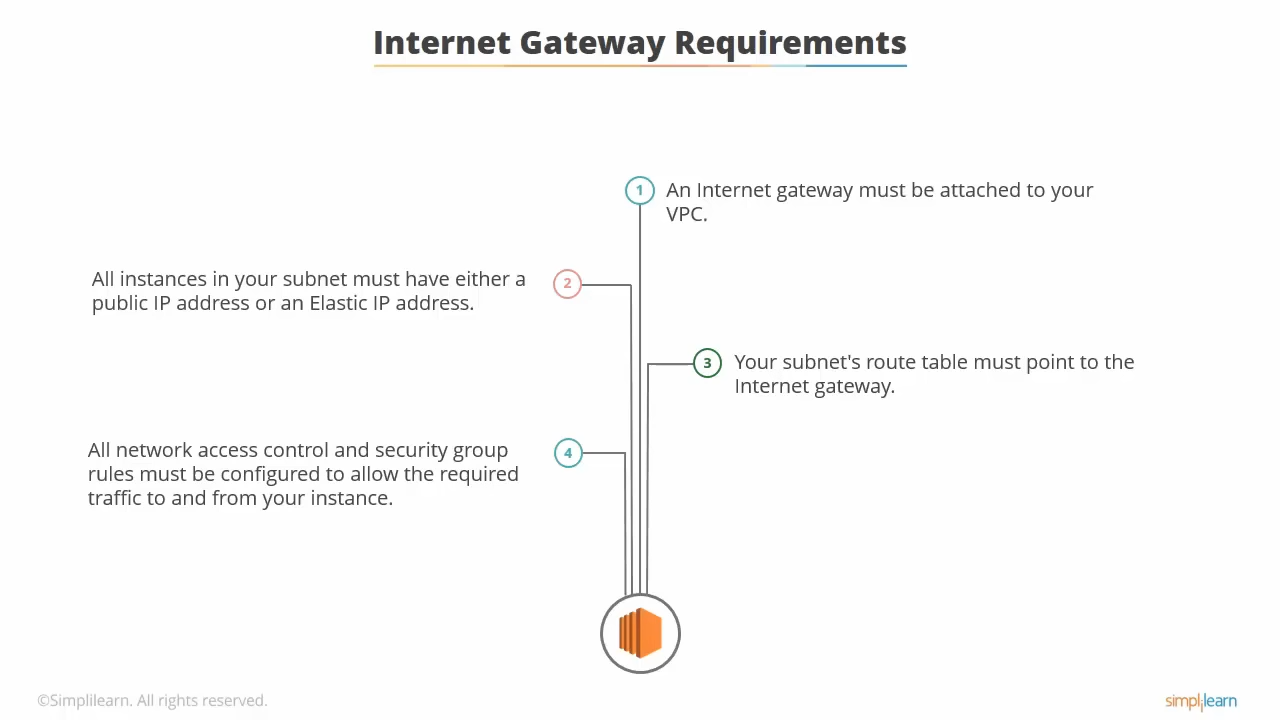 Internet Gateway Requirements
1
An Internet gateway must be attached to your
VPC.
All instances in your subnet must have either a
public IP address or an Elastic IP address.
2
3
Your subnet's route table must point to the
Internet gateway.
All network access control and security group
rules must be configured to allow the required
traffic to and from your instance.
4
©Simplilearn. All rights reserved.
simplilearn